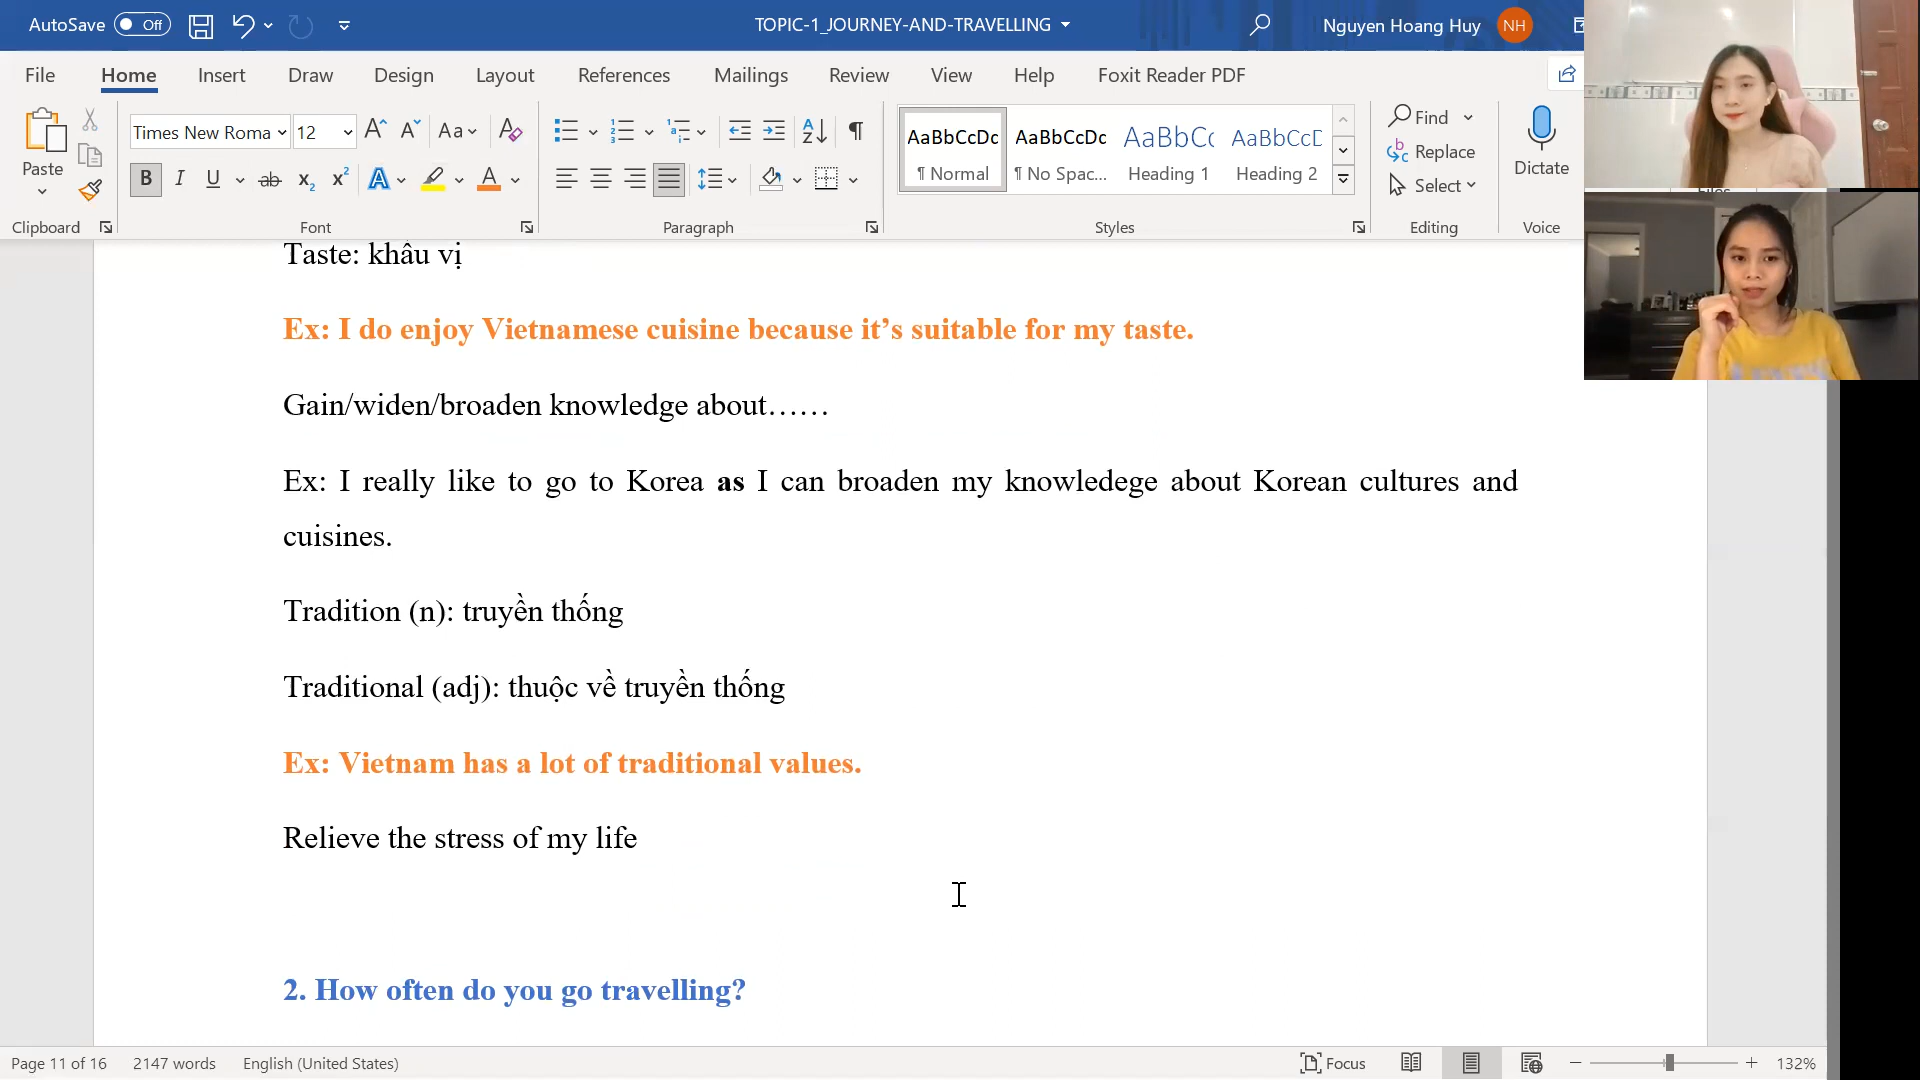 AutoSave Off
TOPIC-1_JOURNEY-AND-TRAVELLING
Nguyen Hoang Huy NH
File Home Insert Draw Design Layout References Mailings Review View Help Foxit Reader PDF
Times New Roma 12
Aa
AaBbCcDc AaBbCcDc AaBbCc AaBbCcD
¶ Normal ¶ No Spac... Heading 1 Heading 2
Paste
Find
Replace
Select
Dictate
Clipboard Font Paragraph Styles Editing Voice
Files
Taste: khâu vị
Ex: I do enjoy Vietnamese cuisine because it’s suitable for my taste.
Gain/widen/broaden knowledge about……
Ex: I really like to go to Korea as I can broaden my knowledege about Korean cultures and
cuisines.
Tradition (n): truyền thống
Traditional (adj): thuộc về truyền thống
Ex: Vietnam has a lot of traditional values.
Relieve the stress of my life
2. How often do you go travelling?
Page 11 of 16 2147 words English (United States) Focus 132%